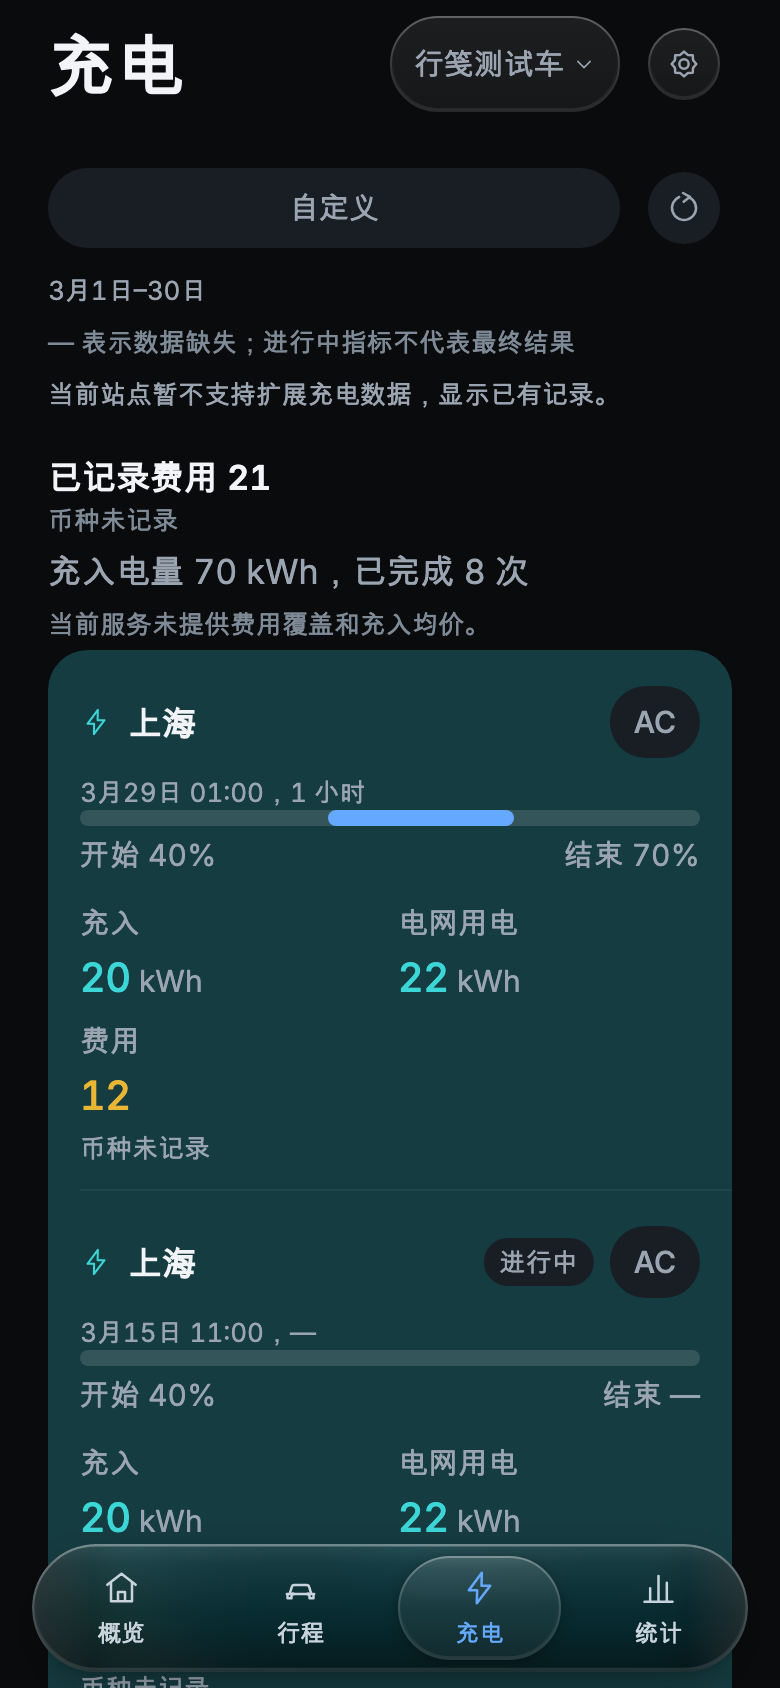 充电
行笺测试车
自定义
3月1日–30日
— 表示数据缺失；进行中指标不代表最终结果
当前站点暂不支持扩展充电数据，显示已有记录。
已记录费用 21
币种未记录
充入电量 70 kWh，已完成 8 次
当前服务未提供费用覆盖和充入均价。
上海
AC
3月29日 01:00，1 小时
开始 40%
结束 70%
充入
电网用电
20 kWh
22 kWh
费用
12
币种未记录
上海
进行中
AC
3月15日 11:00，—
开始 40%
结束 —
充入
电网用电
20 kWh
22 kWh
概览
行程
充电
统计
币种未记录